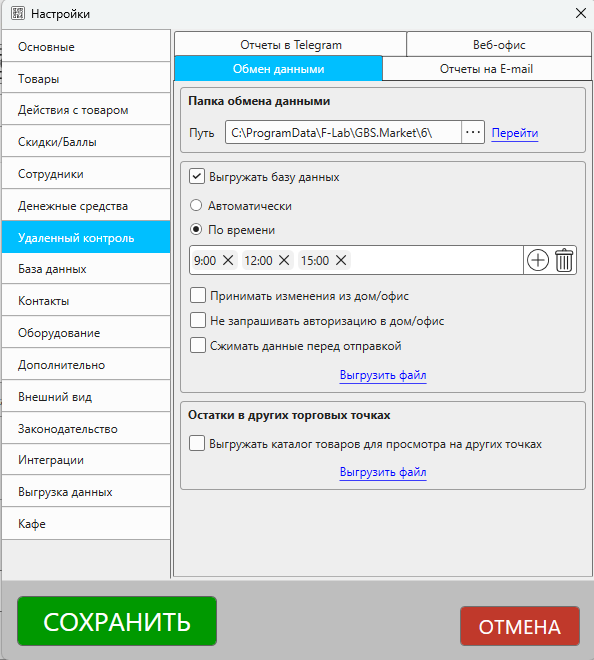 Настройки
Основные
Товары
Действия с товаром
Скидки/Баллы
Сотрудники
Денежные средства
Удаленный контроль
База данных
Контакты
Оборудование
Дополнительно
Внешний вид
Законодательство
Интеграции
Выгрузка данных
Кафе
Отчеты в Telegram
Веб-офис
Обмен данными
Отчеты на E-mail
Папка обмена данными
Путь C:\ProgramData\F-Lab\GBS.Market\6\ ... Перейти
Выгружать базу данных
Автоматически
По времени
9:00 12:00 15:00
Принимать изменения из дом/офис
Не запрашивать авторизацию в дом/офис
Сжимать данные перед отправкой
Выгрузить файл
Остатки в других торговых точках
Выгружать каталог товаров для просмотра на других точках
Выгрузить файл
СОХРАНИТЬ
ОТМЕНА